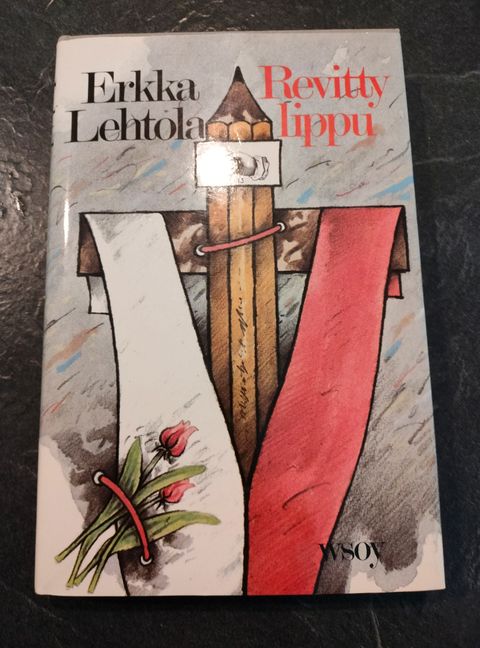 Erkka
Lehtola
Revitty
lippu
wsoy